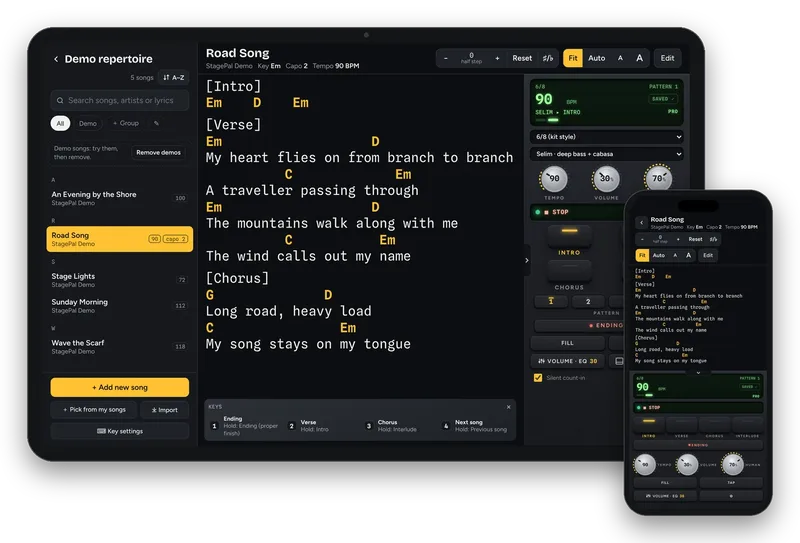 Demo repertoire
5 songs
A–Z
Search songs, artists or lyrics
All
Demo
+ Group
Demo songs: try them, then remove.
Remove demos
A
An Evening by the Shore
StagePal Demo
100
R
Road Song
StagePal Demo
90
capo 2
S
Stage Lights
StagePal Demo
72
Sunday Morning
StagePal Demo
112
W
Wave the Scarf
StagePal Demo
118
+ Add new song
+ Pick from my songs
Import
Key settings
Road Song
StagePal Demo Key Em Capo 2 Tempo 90 BPM
− 0 +
half step
Reset
♯/♭
Fit
Auto
A
A
Edit
[Intro]
Em D Em
[Verse]
Em D
My heart flies on from branch to branch
C Em
A traveller passing through
Em D
The mountains walk along with me
C Em
The wind calls out my name
[Chorus]
G D
Long road, heavy load
C Em
My song stays on my tongue
KEYS
1 Ending
Hold: Ending (proper finish)
2 Verse
Hold: Intro
3 Chorus
Hold: Interlude
4 Next song
Hold: Previous song
6/8
PATTERN 1
90 BPM
SAVED
SELIM • INTRO
PRO
6/8 (kit style)
Selim · deep bass + cabasa
90
30%
70%
TEMPO
VOLUME
STOP
INTRO
CHORUS
1
2
PATTERN
ENDING
FILL
VOLUME · EQ 30
Silent count-in
Road Song
StagePal Demo Key Em Capo 2 Tempo 90 BPM
− 0 +
half step
Reset
♯/♭
Fit
Auto
A
A
Edit
[Intro]
Em D Em
[Verse]
Em D
My heart flies on from branch to branch
C Em
A traveller passing through
Em D
The mountains walk along with me
C Em
The wind calls out my name
[Chorus]
G D
Long road, heavy load
C Em
My song stays on my tongue
6/8
PATTERN 1
90 BPM
SAVED
PRO
STOP
INTRO
VERSE
CHORUS
INTERLUDE
ENDING
90
TEMPO
30%
VOLUME
70%
HUMAN
FILL
TAP
VOLUME · EQ 30